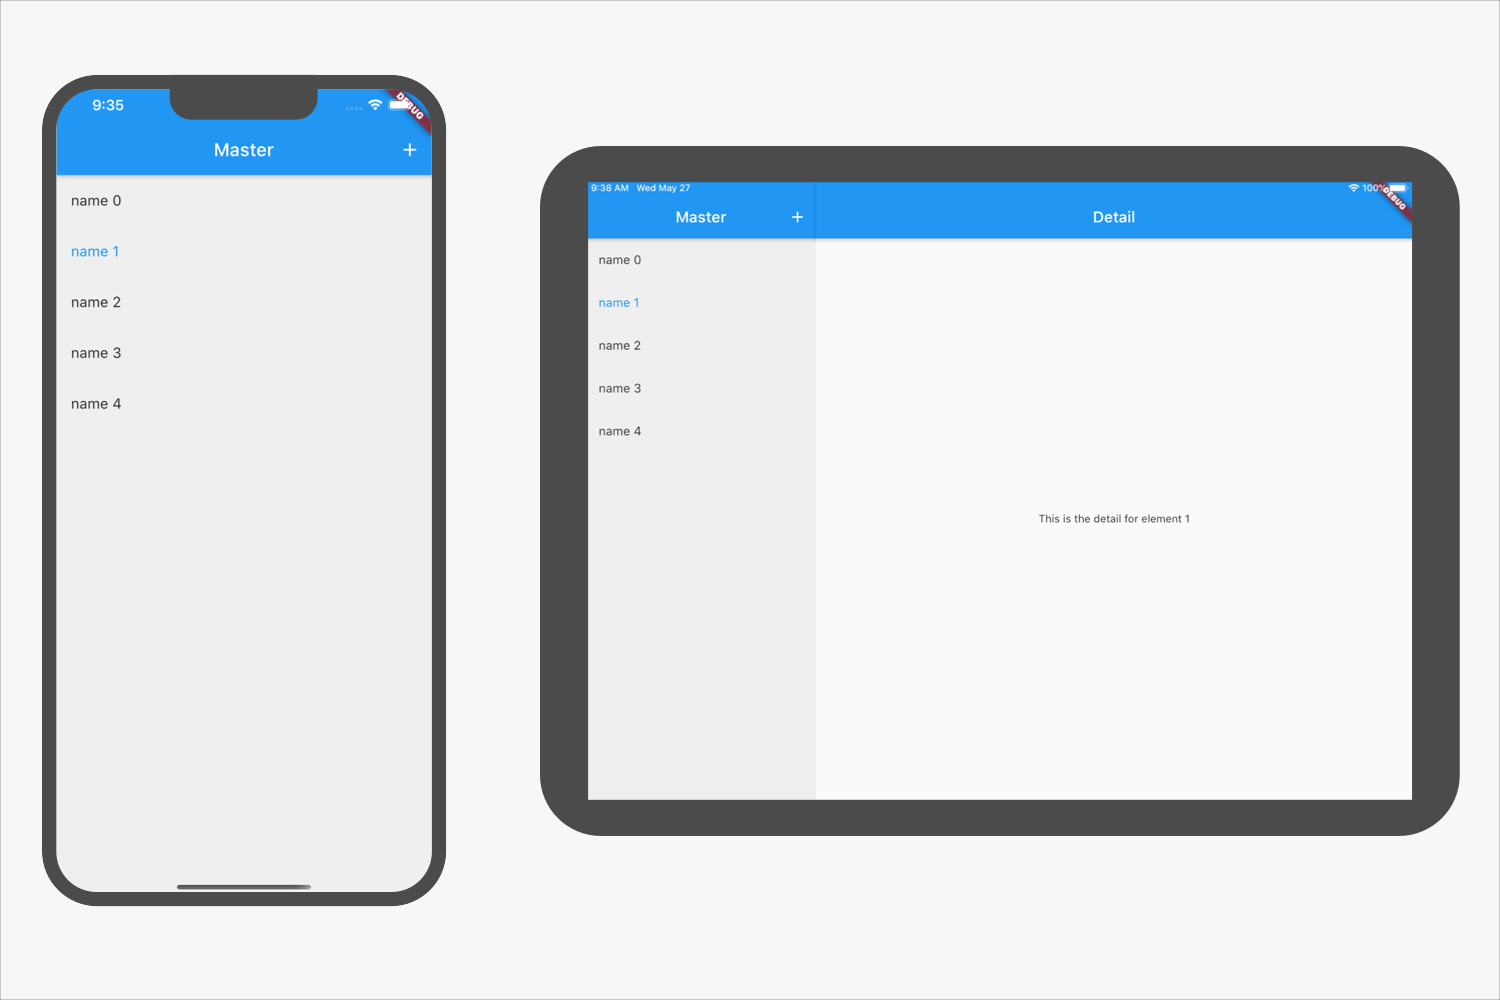 9:35
DEBUG
Master +
name 0
name 1
name 2
name 3
name 4
9:38 AM Wed May 27
100%
DEBUG
Master +
Detail
name 0
name 1
name 2
name 3
name 4
This is the detail for element 1